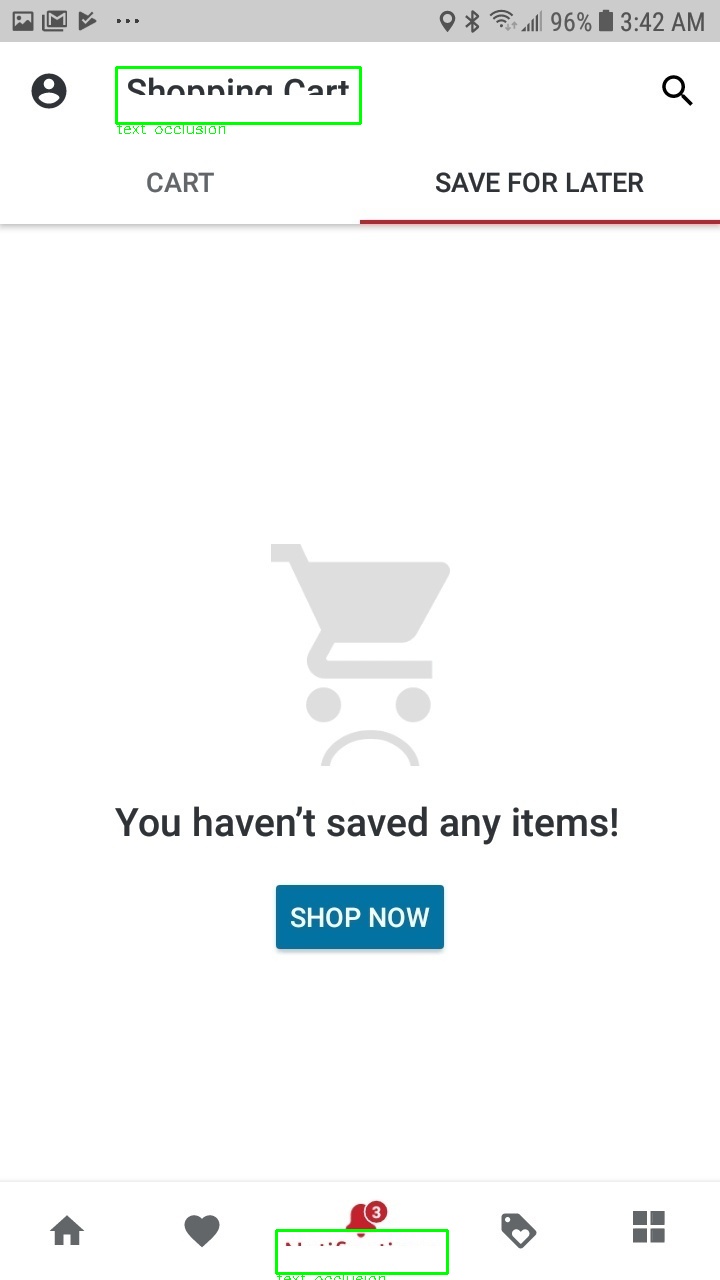 96% 3:42 AM
Shopping Cart
text occlusion
CART
SAVE FOR LATER
You haven't saved any items!
SHOP NOW
3
text occlusion